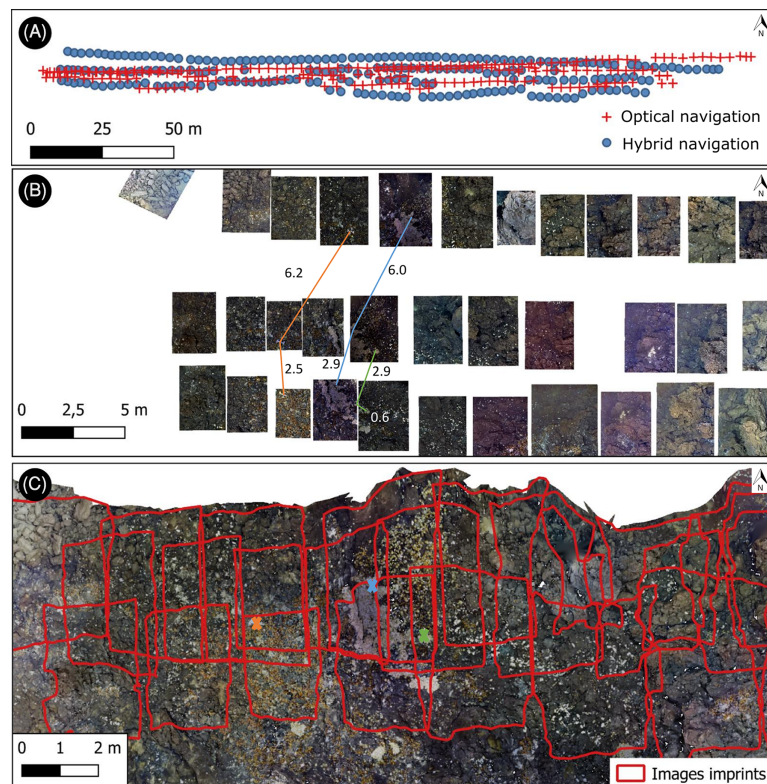 (A)
N
Optical navigation
0 25 50 m
Hybrid navigation
(B)
N
6.2
6.0
2.5
2.9
2.9
0.6
0 2,5 5 m
(C)
N
0 1 2 m
Images imprints